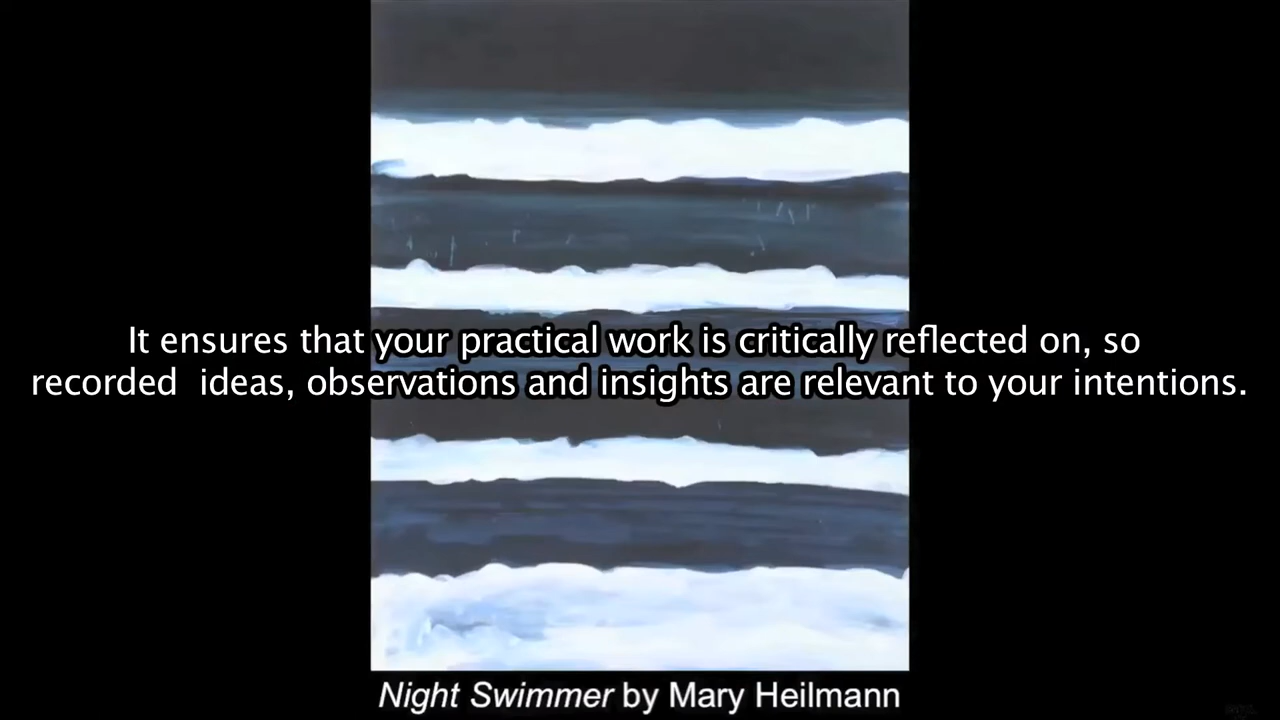 It ensures that your practical work is critically reflected on, so
recorded  ideas, observations and insights are relevant to your intentions.
Night Swimmer by Mary Heilmann